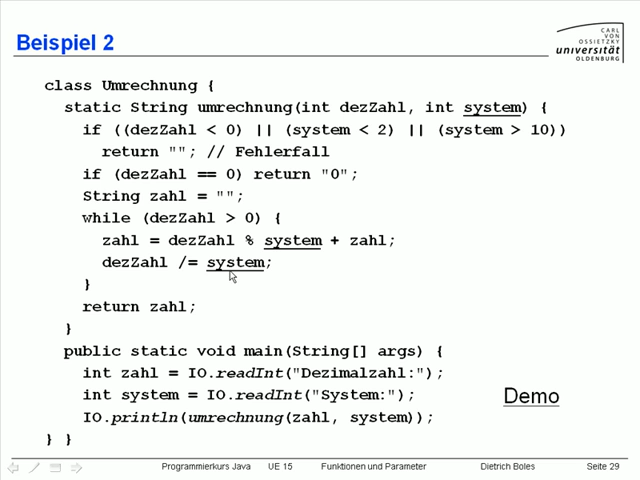 Beispiel 2
CARL
VON
OSSIETZKY
universität
OLDENBURG
class Umrechnung {
static String umrechnung(int dezZahl, int system) {
if ((dezZahl < 0) || (system < 2) || (system > 10))
return ""; // Fehlerfall
if (dezZahl == 0) return "0";
String zahl = "";
while (dezZahl > 0) {
zahl = dezZahl % system + zahl;
dezZahl /= system;
}
return zahl;
}
public static void main(String[] args) {
int zahl = IO.readInt("Dezimalzahl:");
int system = IO.readInt("System:");
IO.println(umrechnung(zahl, system));
} }
Demo
Programmierkurs Java UE 15 Funktionen und Parameter Dietrich Boles Seite 29